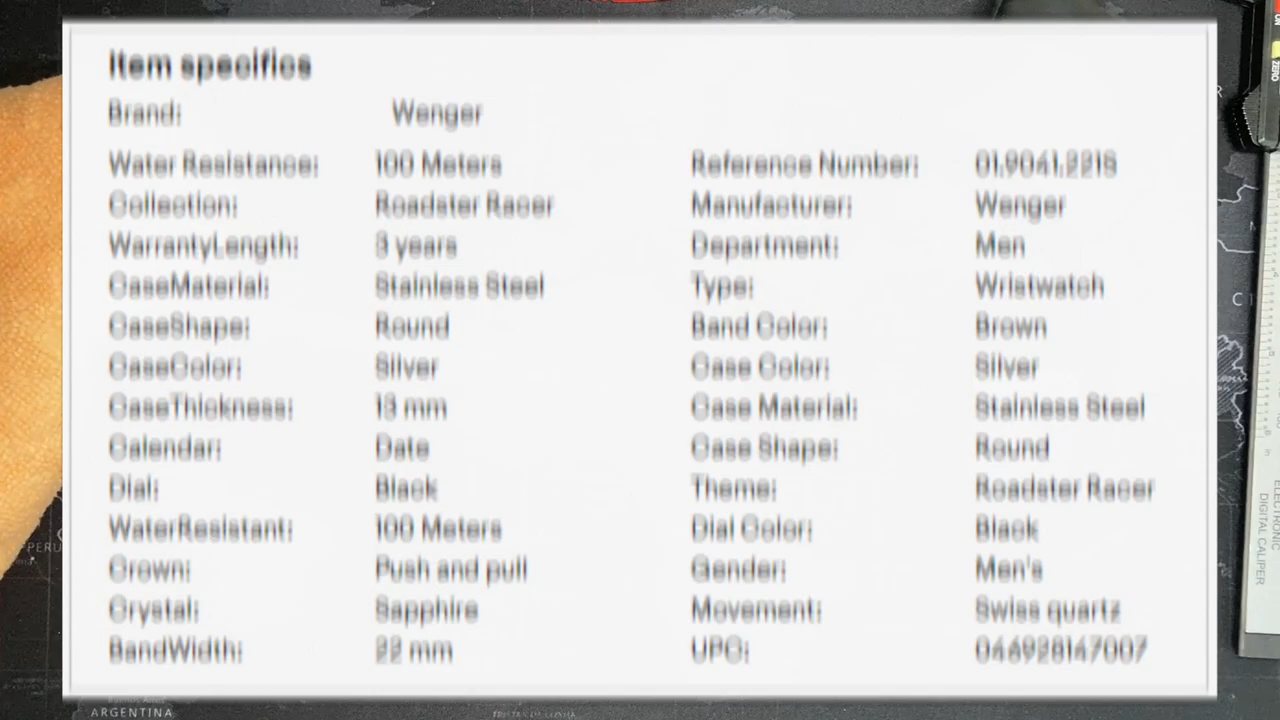 Item specifics
Brand: Wenger
Water Resistance: 100 Meters Reference Number: 01.9041.221S
Collection: Roadster Racer Manufacturer: Wenger
WarrantyLength: 3 years Department: Men
CaseMaterial: Stainless Steel Type: Wristwatch
CaseShape: Round Band Color: Brown
CaseColor: Silver Case Color: Silver
CaseThickness: 13 mm Case Material: Stainless Steel
Calendar: Date Case Shape: Round
Dial: Black Theme: Roadster Racer
WaterResistant: 100 Meters Dial Color: Black
Crown: Push and pull Gender: Men's
Crystal: Sapphire Movement: Swiss quartz
BandWidth: 22 mm UPC: 046928147007
ARGENTINA
PERU
ZERO
ELECTRONIC
DIGITAL CALIPER